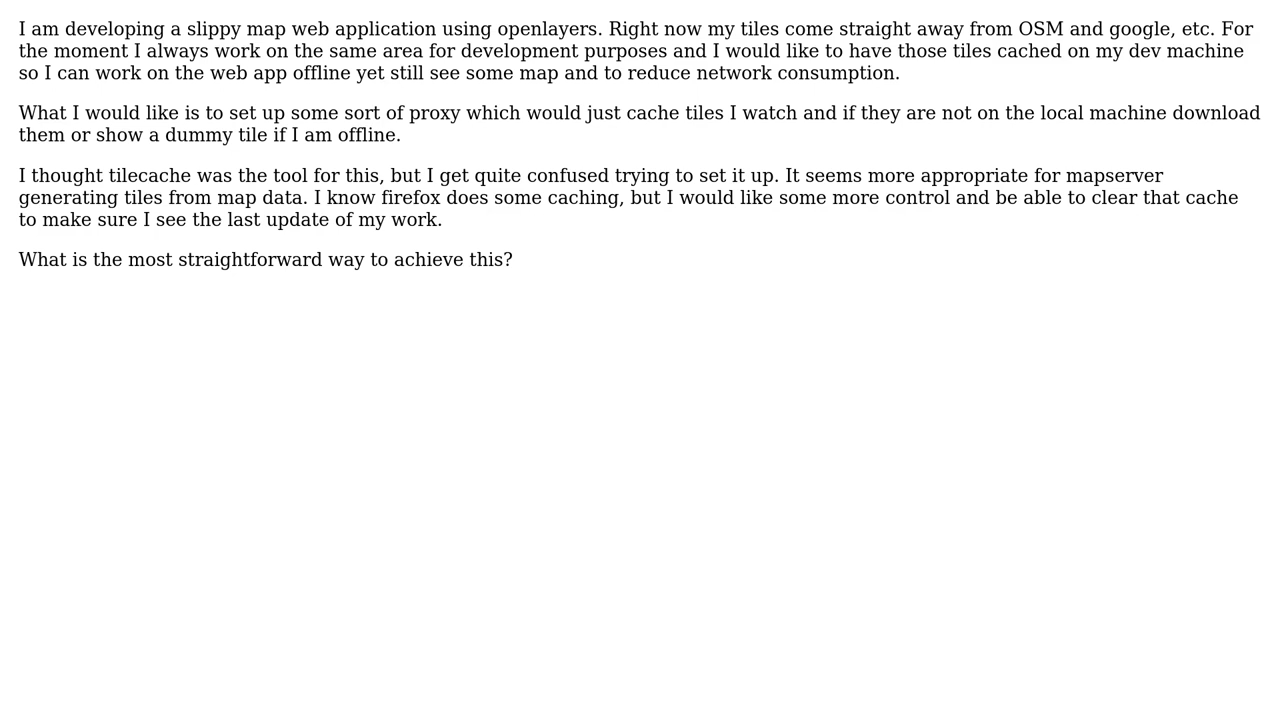 I am developing a slippy map web application using openlayers. Right now my tiles come straight away from OSM and google, etc. For
the moment I always work on the same area for development purposes and I would like to have those tiles cached on my dev machine
so I can work on the web app offline yet still see some map and to reduce network consumption.
What I would like is to set up some sort of proxy which would just cache tiles I watch and if they are not on the local machine download
them or show a dummy tile if I am offline.
I thought tilecache was the tool for this, but I get quite confused trying to set it up. It seems more appropriate for mapserver
generating tiles from map data. I know firefox does some caching, but I would like some more control and be able to clear that cache
to make sure I see the last update of my work.
What is the most straightforward way to achieve this?